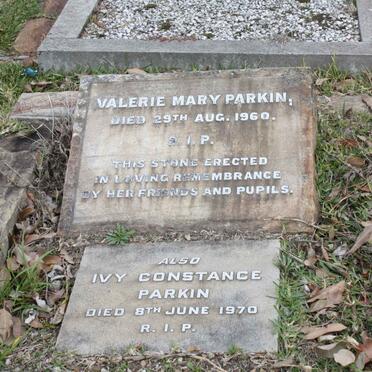 VALERIE MARY PARKIN,
DIED 29TH AUG. 1960.
R.I.P.
THIS STONE ERECTED
IN LOVING REMEMBRANCE
BY HER FRIENDS AND PUPILS.
ALSO
IVY CONSTANCE
PARKIN
DIED 8TH JUNE 1970
R.I.P.